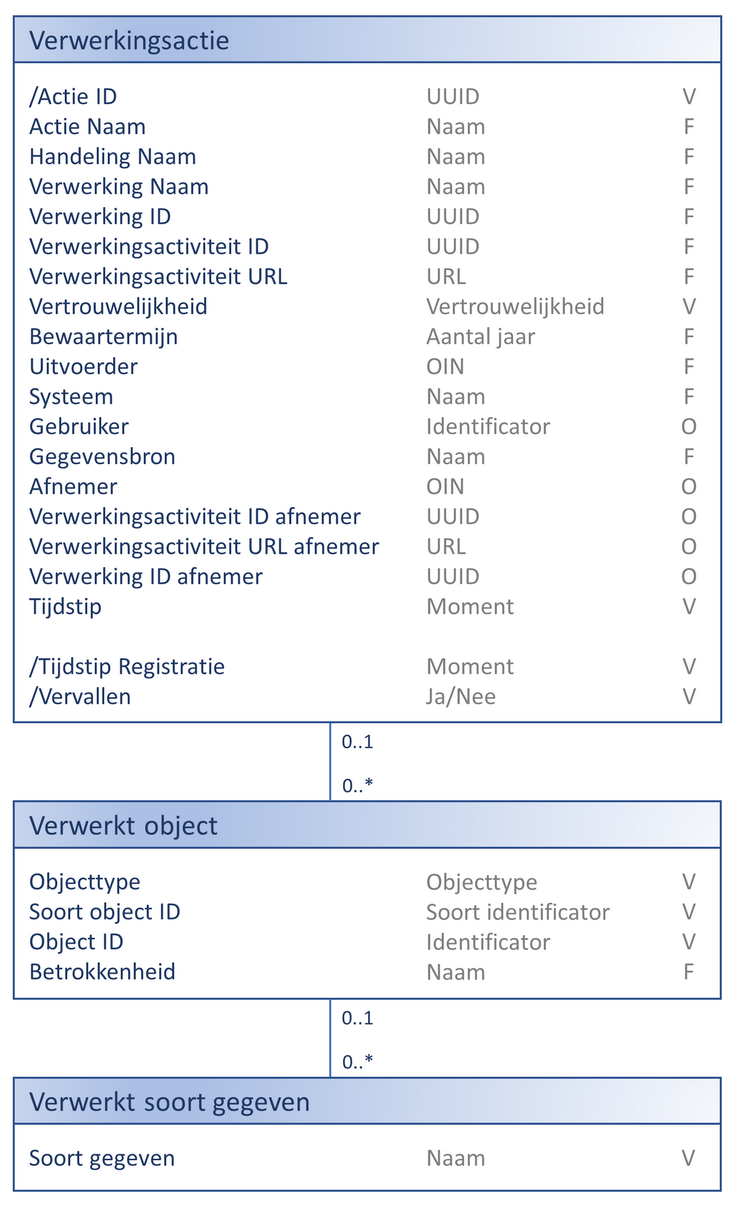 Verwerkingsactie
/Actie ID UUID V
Actie Naam Naam F
Handeling Naam Naam F
Verwerking Naam Naam F
Verwerking ID UUID F
Verwerkingsactiviteit ID UUID F
Verwerkingsactiviteit URL URL F
Vertrouwelijkheid Vertrouwelijkheid V
Bewaartermijn Aantal jaar F
Uitvoerder OIN F
Systeem Naam F
Gebruiker Identificator O
Gegevensbron Naam F
Afnemer OIN O
Verwerkingsactiviteit ID afnemer UUID O
Verwerkingsactiviteit URL afnemer URL O
Verwerking ID afnemer UUID O
Tijdstip Moment V
/Tijdstip Registratie Moment V
/Vervallen Ja/Nee V
0..1
0..*
Verwerkt object
Objecttype Objecttype V
Soort object ID Soort identificator V
Object ID Identificator V
Betrokkenheid Naam F
0..1
0..*
Verwerkt soort gegeven
Soort gegeven Naam V